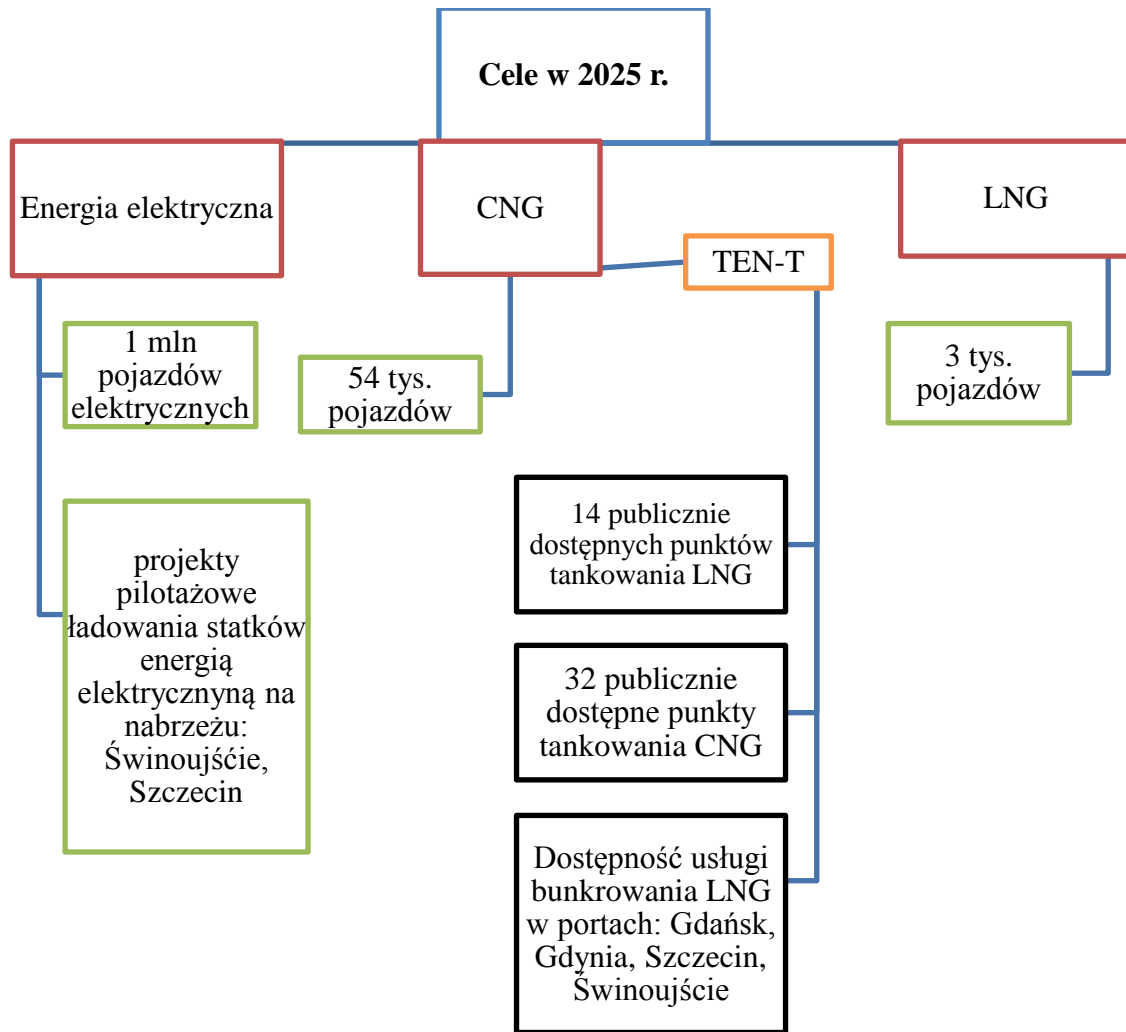 Cele w 2025 r.
Energia elektryczna
CNG
LNG
TEN-T
1 mln
pojazdów
elektrycznych
54 tys.
pojazdów
3 tys.
pojazdów
projekty
pilotażowe
ładowania statków
energią
elektrycznyną na
nabrzeżu:
Świnoujśćie,
Szczecin
14 publicznie
dostępnych punktów
tankowania LNG
32 publicznie
dostępne punkty
tankowania CNG
Dostępność usługi
bunkrowania LNG
w portach: Gdańsk,
Gdynia, Szczecin,
Świnoujście